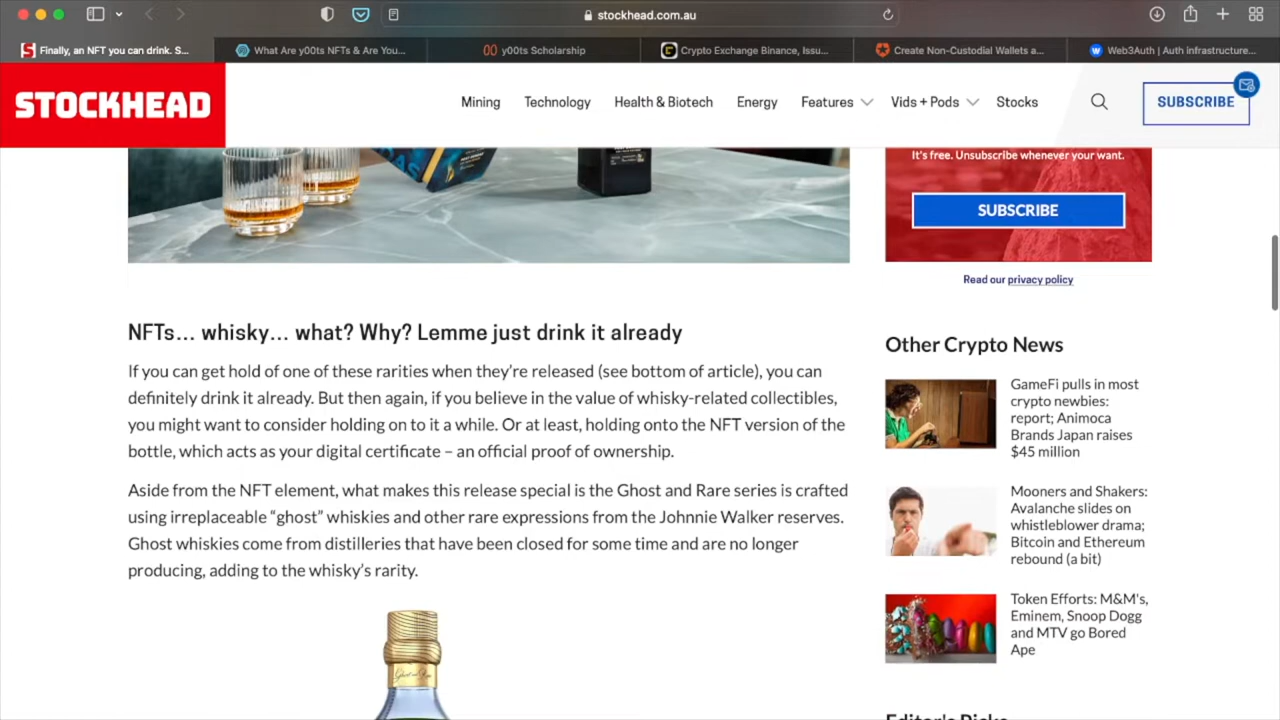 stockhead.com.au
Finally, an NFT you can drink. S...
What Are y00ts NFTs & Are You...
y00ts Scholarship
Crypto Exchange Binance, Issu...
Create Non-Custodial Wallets a...
Web3Auth | Auth infrastructure...
STOCKHEAD
Mining
Technology
Health & Biotech
Energy
Features
Vids + Pods
Stocks
SUBSCRIBE
It's free. Unsubscribe whenever your want.
SUBSCRIBE
Read our privacy policy
NFTs… whisky… what? Why? Lemme just drink it already
If you can get hold of one of these rarities when they're released (see bottom of article), you can
definitely drink it already. But then again, if you believe in the value of whisky-related collectibles,
you might want to consider holding on to it a while. Or at least, holding onto the NFT version of the
bottle, which acts as your digital certificate – an official proof of ownership.
Aside from the NFT element, what makes this release special is the Ghost and Rare series is crafted
using irreplaceable "ghost" whiskies and other rare expressions from the Johnnie Walker reserves.
Ghost whiskies come from distilleries that have been closed for some time and are no longer
producing, adding to the whisky's rarity.
Other Crypto News
GameFi pulls in most
crypto newbies:
report; Animoca
Brands Japan raises
$45 million
Mooners and Shakers:
Avalanche slides on
whistleblower drama;
Bitcoin and Ethereum
rebound (a bit)
Token Efforts: M&M's,
Eminem, Snoop Dogg
and MTV go Bored
Ape
Editor's Picks